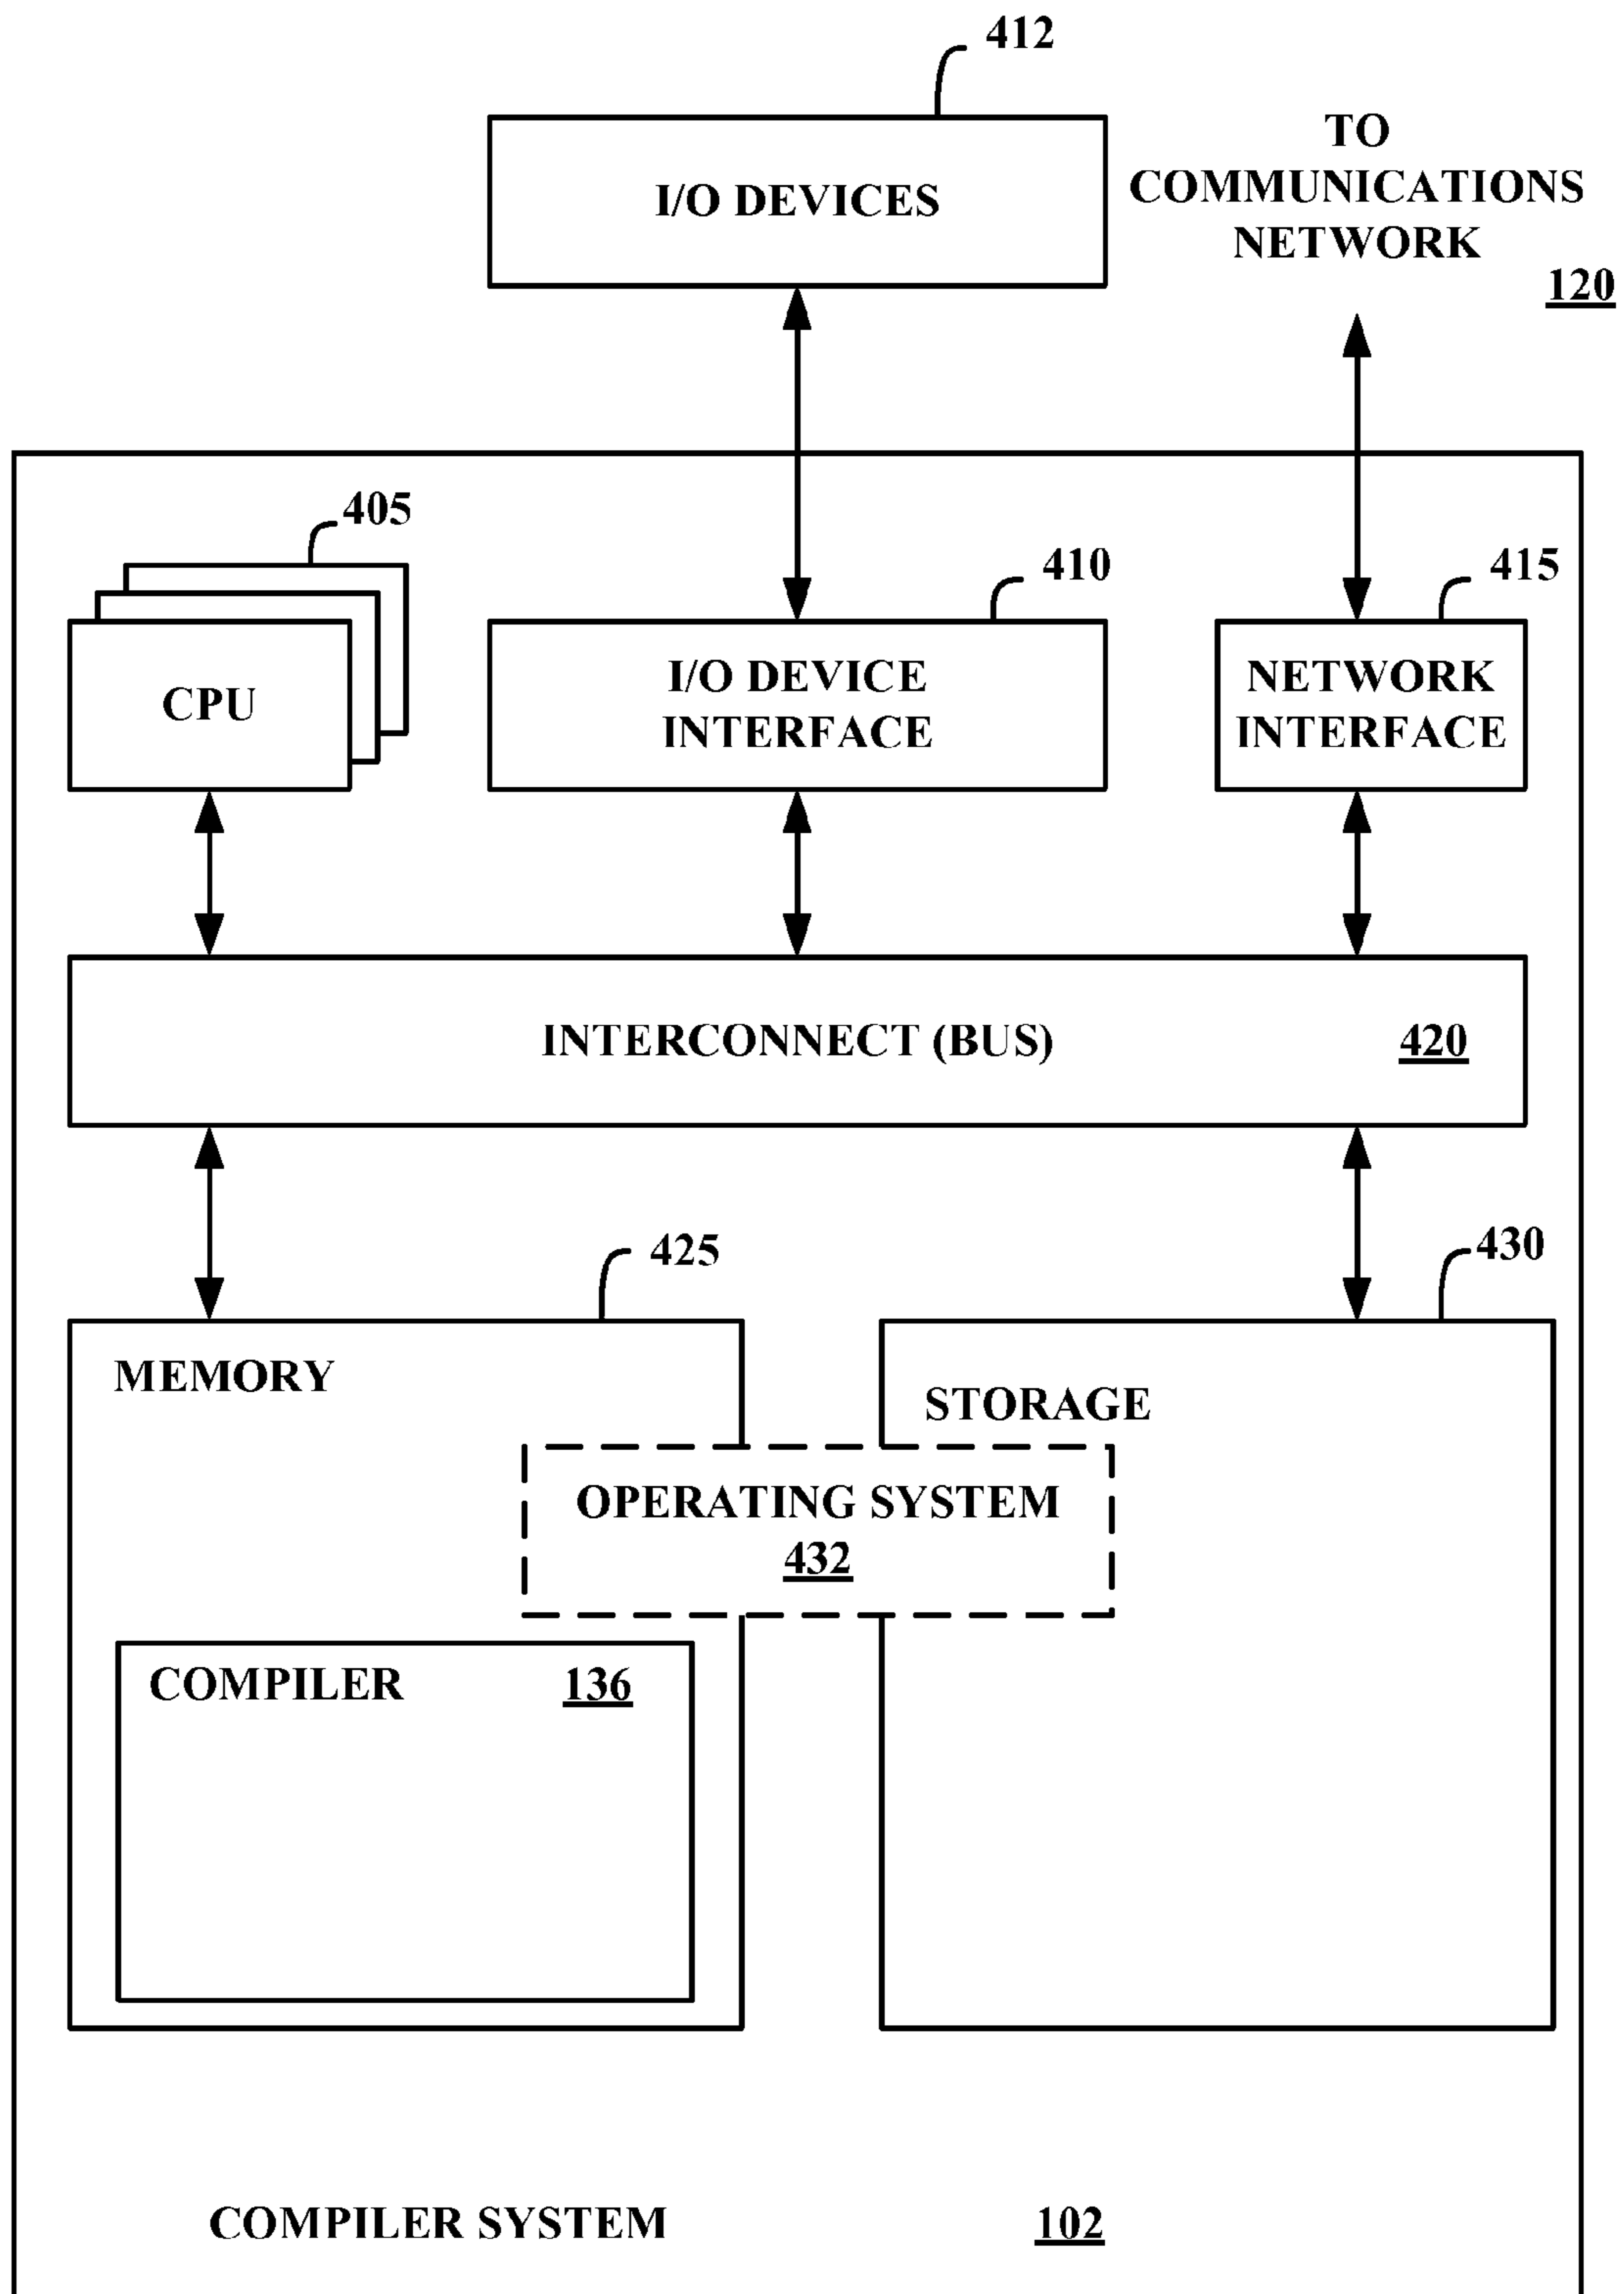 412
I/O DEVICES
TO
COMMUNICATIONS
NETWORK
120
405
410
415
CPU
I/O DEVICE
INTERFACE
NETWORK
INTERFACE
INTERCONNECT (BUS)
420
425
430
MEMORY
STORAGE
OPERATING SYSTEM
432
COMPILER
136
COMPILER SYSTEM
102